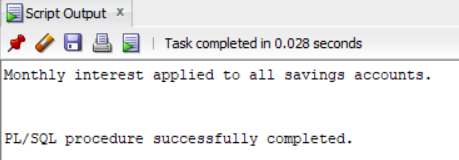 Script Output x
Task completed in 0.028 seconds
Monthly interest applied to all savings accounts.
PL/SQL procedure successfully completed.